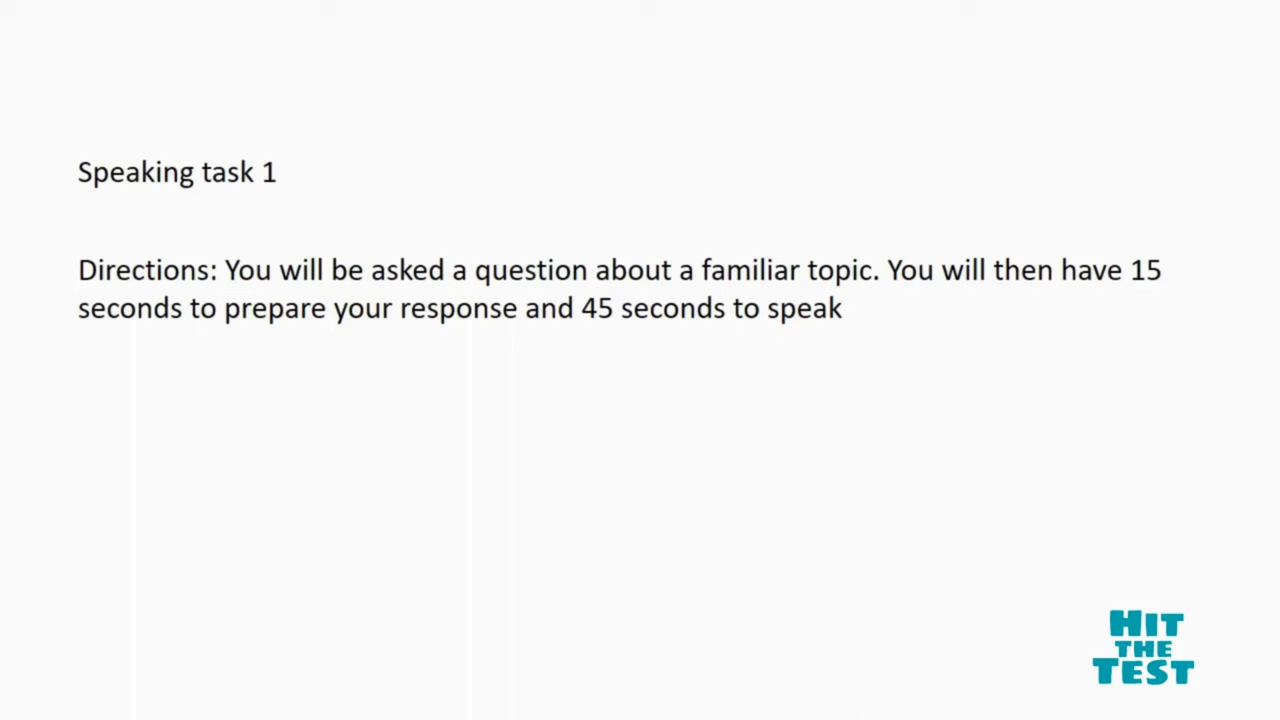 Speaking task 1
Directions: You will be asked a question about a familiar topic. You will then have 15
seconds to prepare your response and 45 seconds to speak
HIT
THE
TEST